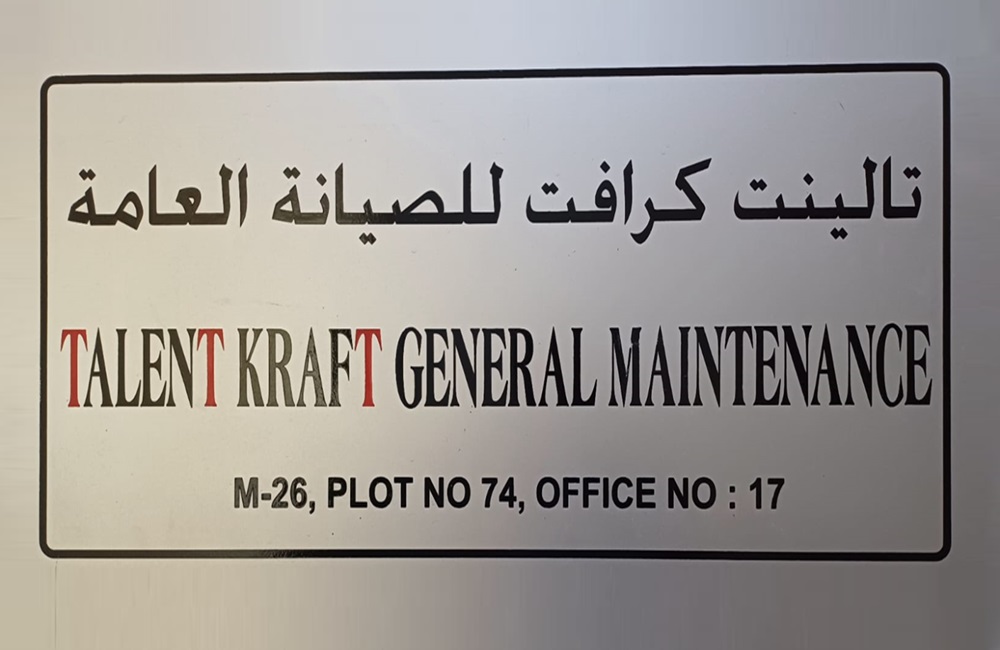 تالينت كرافت للصيانة العامة
TALENT KRAFT GENERAL MAINTENANCE
M-26, PLOT NO 74, OFFICE NO : 17